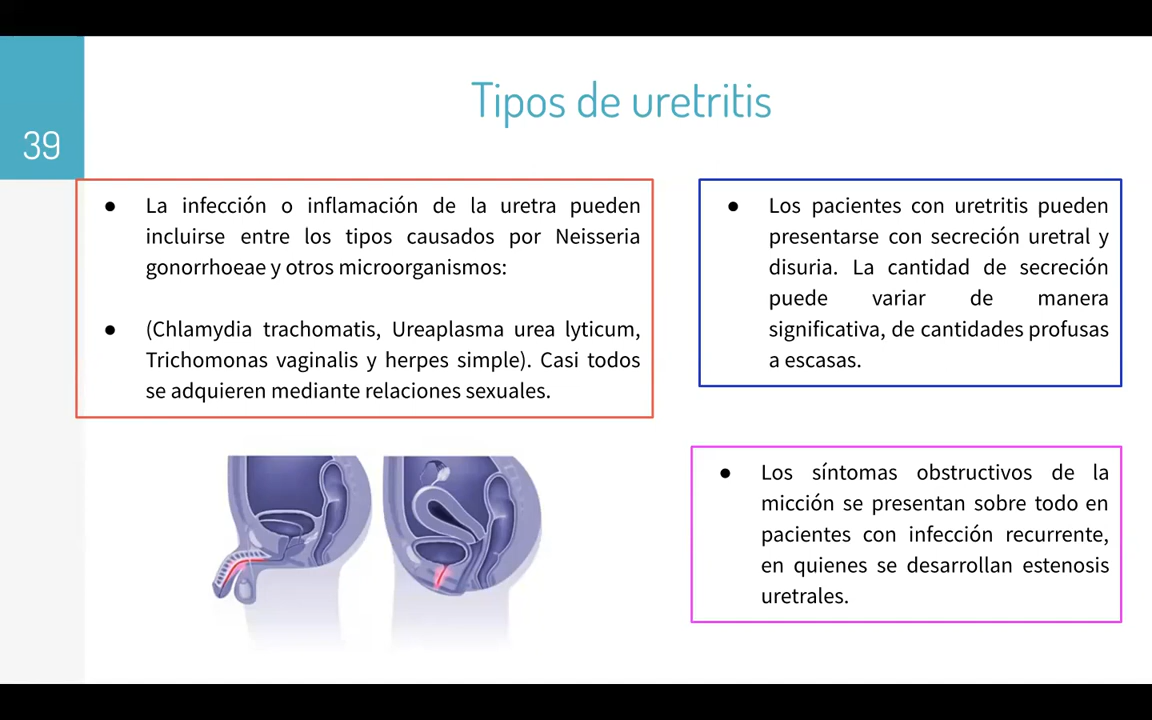 Tipos de uretritis
39
● La infección o inflamación de la uretra pueden
incluirse entre los tipos causados por Neisseria
gonorrhoeae y otros microorganismos:
● (Chlamydia trachomatis, Ureaplasma urea lyticum,
Trichomonas vaginalis y herpes simple). Casi todos
se adquieren mediante relaciones sexuales.
● Los pacientes con uretritis pueden
presentarse con secreción uretral y
disuria. La cantidad de secreción
puede variar de manera
significativa, de cantidades profusas
a escasas.
● Los síntomas obstructivos de la
micción se presentan sobre todo en
pacientes con infección recurrente,
en quienes se desarrollan estenosis
uretrales.